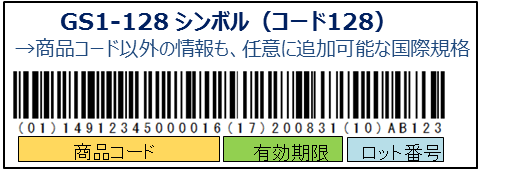 GS1-128 シンボル（コード128）
→商品コード以外の情報も、任意に追加可能な国際規格
(01)14912345000016(17)200831(10)AB123
商品コード 有効期限 ロット番号